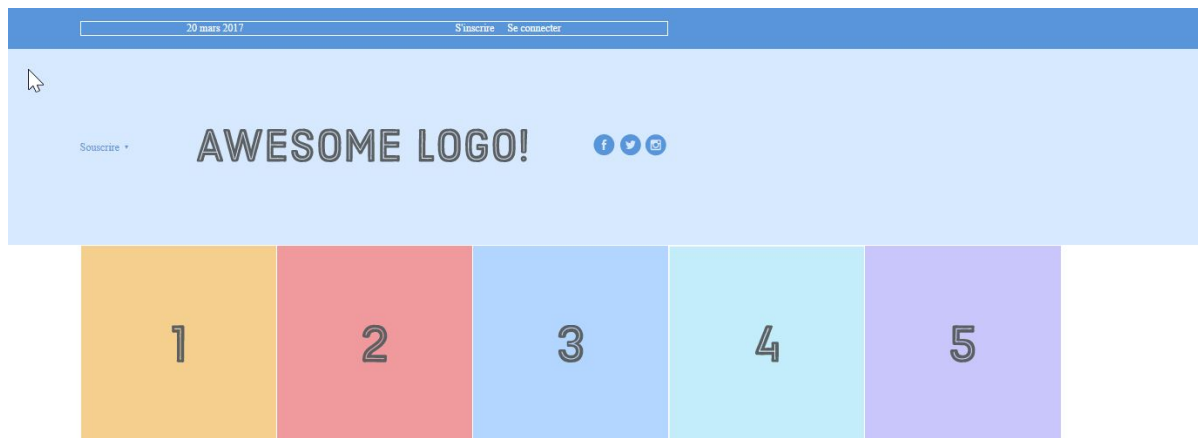 20 mars 2017 S'inscrire Se connecter
Souscrire ▾ AWESOME LOGO!
1 2 3 4 5